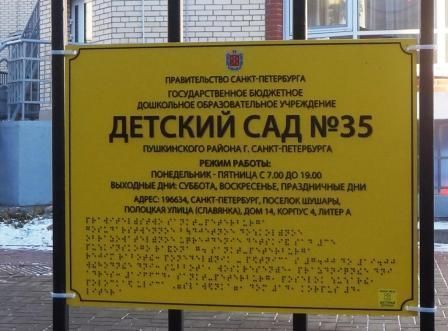 ПРАВИТЕЛЬСТВО САНКТ-ПЕТЕРБУРГА
ГОСУДАРСТВЕННОЕ БЮДЖЕТНОЕ
ДОШКОЛЬНОЕ ОБРАЗОВАТЕЛЬНОЕ УЧРЕЖДЕНИЕ
ДЕТСКИЙ САД №35
ПУШКИНСКОГО РАЙОНА Г. САНКТ-ПЕТЕРБУРГА
РЕЖИМ РАБОТЫ:
ПОНЕДЕЛЬНИК - ПЯТНИЦА С 7.00 ДО 19.00
ВЫХОДНЫЕ ДНИ: СУББОТА, ВОСКРЕСЕНЬЕ, ПРАЗДНИЧНЫЕ ДНИ
АДРЕС: 196634, САНКТ-ПЕТЕРБУРГ, ПОСЕЛОК ШУШАРЫ,
ПОЛОЦКАЯ УЛИЦА (СЛАВЯНКА), ДОМ 14, КОРПУС 4, ЛИТЕР А